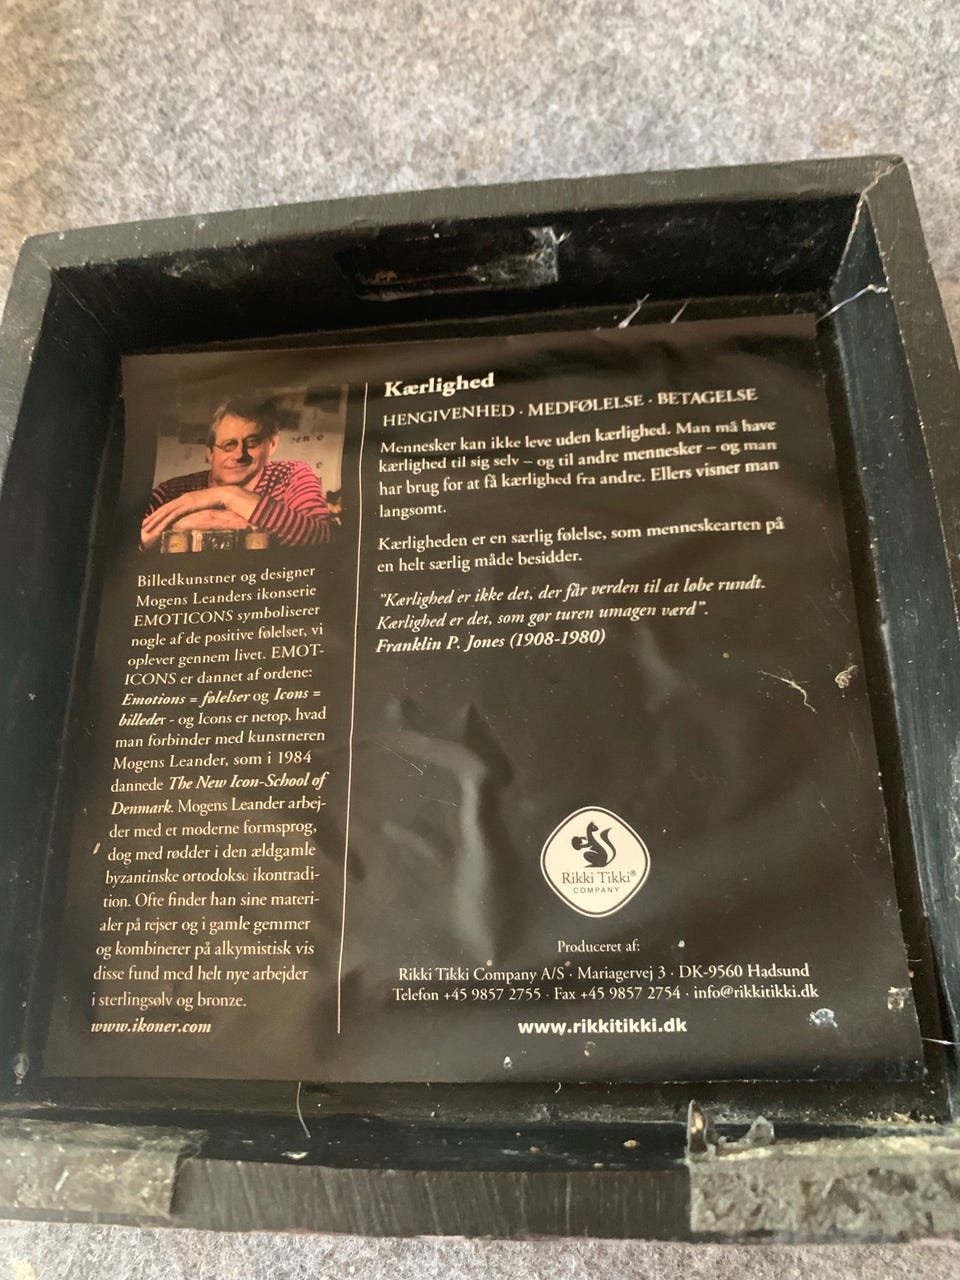 Billedkunstner og designer
Mogens Leanders ikonserie
EMOTICONS symboliserer
nogle af de positive følelser, vi
oplever gennem livet. EMOT-
ICONS er dannet af ordene:
Emotions = følelser og Icons =
billeder - og Icons er netop, hvad
man forbinder med kunstneren
Mogens Leander, som i 1984
dannede The New Icon-School of
Denmark. Mogens Leander arbej-
der med et moderne formsprog,
dog med rødder i den ældgamle
byzantinske ortodokse ikontradi-
tion. Ofte finder han sine materi-
aler på rejser og i gamle gemmer
og kombinerer på alkymistisk vis
disse fund med helt nye arbejder
i sterlingsølv og bronze.
www.ikoner.com
Kærlighed
HENGIVENHED · MEDFØLELSE · BETAGELSE
Mennesker kan ikke leve uden kærlighed. Man må have
kærlighed til sig selv – og til andre mennesker – og man
har brug for at få kærlighed fra andre. Ellers visner man
langsomt.
Kærligheden er en særlig følelse, som menneskearten på
en helt særlig måde besidder.
"Kærlighed er ikke det, der får verden til at løbe rundt.
Kærlighed er det, som gør turen umagen værd".
Franklin P. Jones (1908-1980)
Rikki Tikki®
COMPANY
Produceret af:
Rikki Tikki Company A/S · Mariagervej 3 · DK-9560 Hadsund
Telefon +45 9857 2755 · Fax +45 9857 2754 · info@rikkitikki.dk
www.rikkitikki.dk